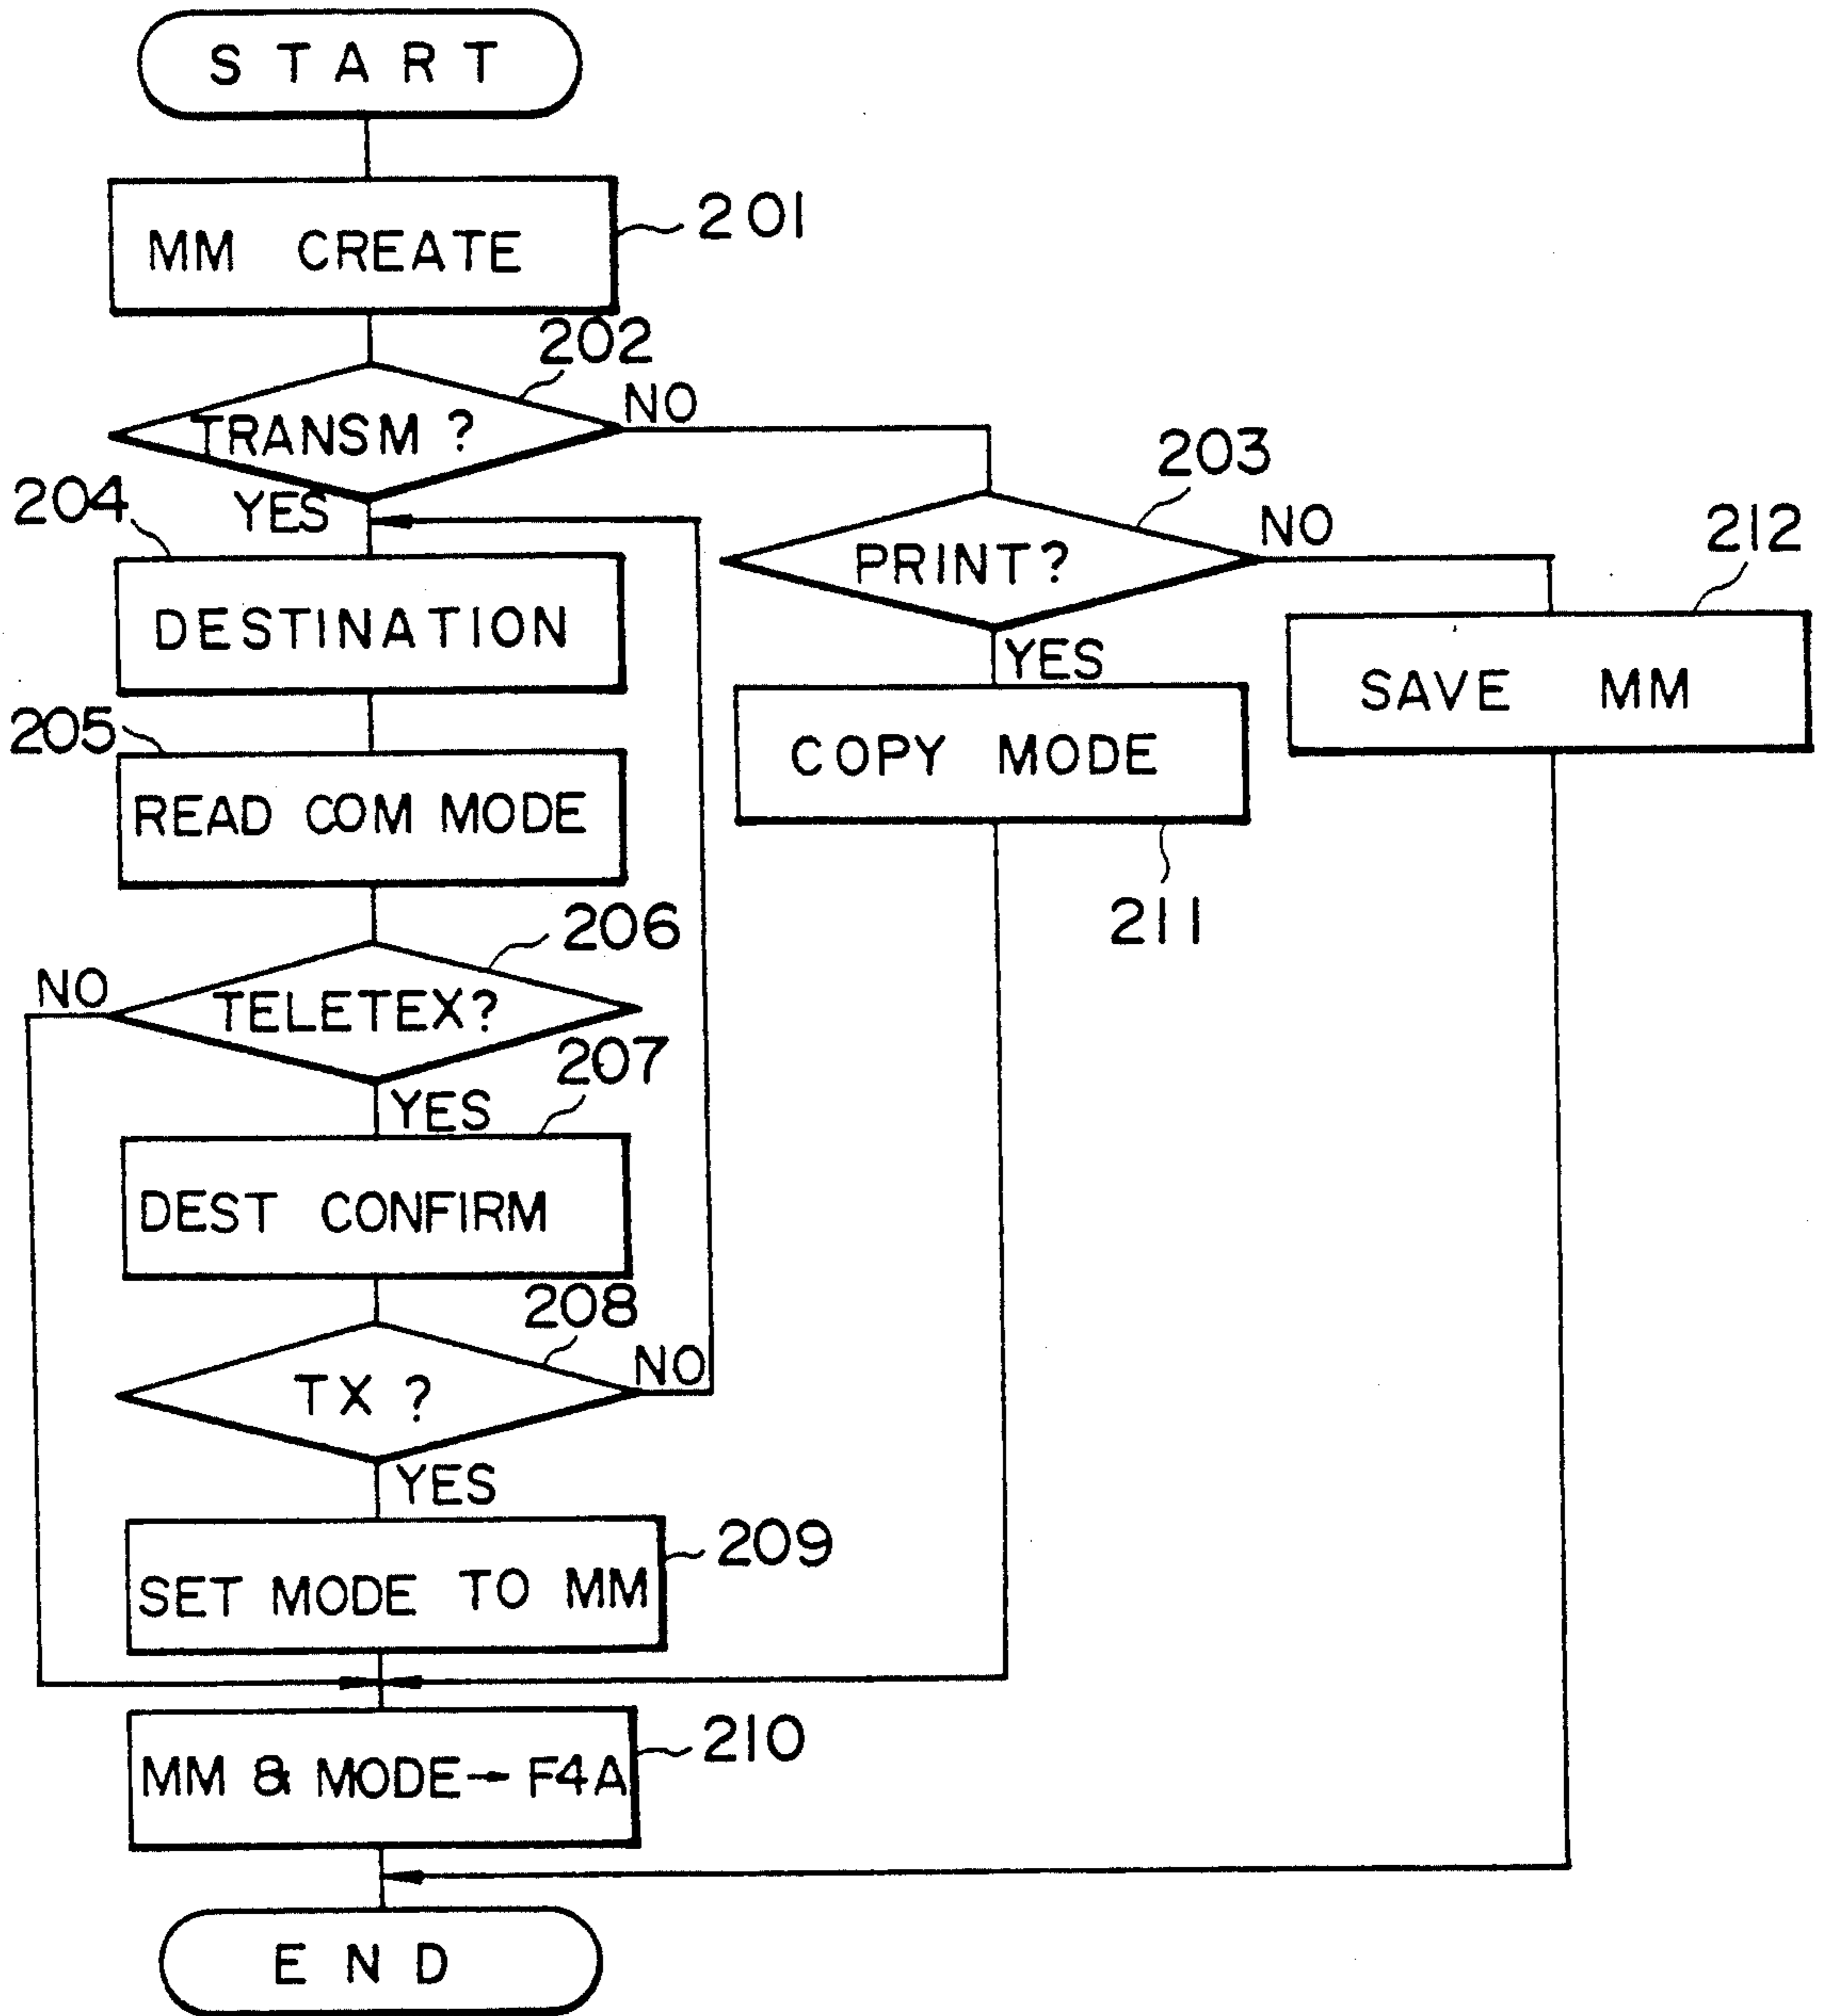 START
MM CREATE
201
202
TRANSM ?
NO
YES
203
PRINT?
NO
YES
204
DESTINATION
212
SAVE MM
205
READ COM MODE
COPY MODE
211
206
NO
TELETEX?
YES
207
DEST CONFIRM
208
TX ?
NO
YES
209
SET MODE TO MM
210
MM & MODE → F4A
END